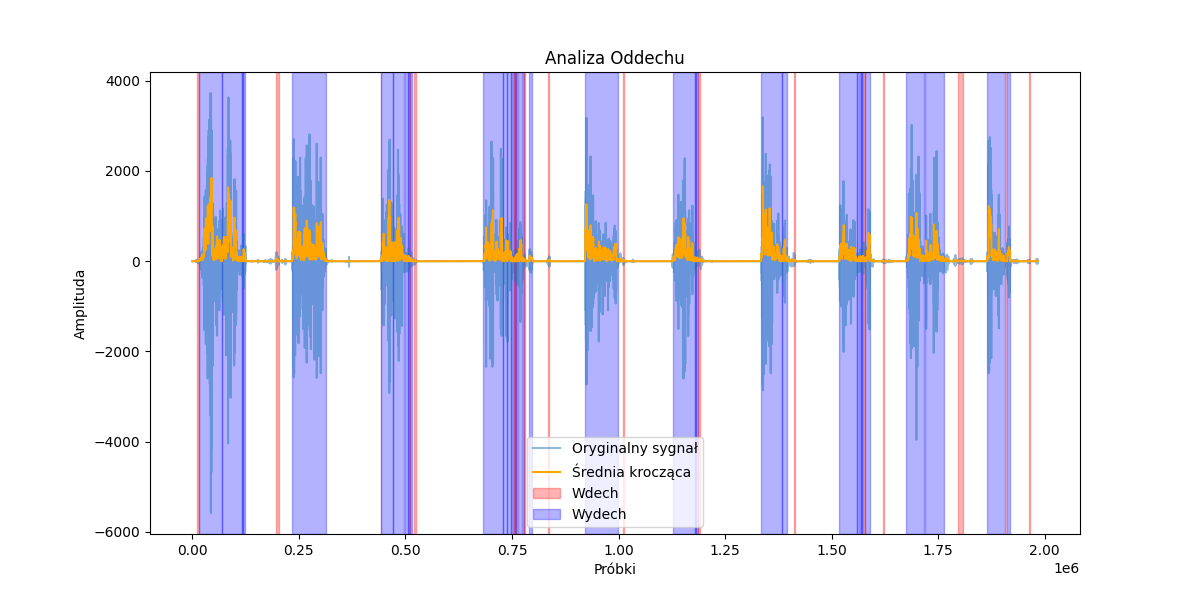 Analiza Oddechu
4000
2000
0
−2000
−4000
−6000
Amplituda
Oryginalny sygnał
Średnia krocząca
Wdech
Wydech
0.00 0.25 0.50 0.75 1.00 1.25 1.50 1.75 2.00
1e6
Próbki